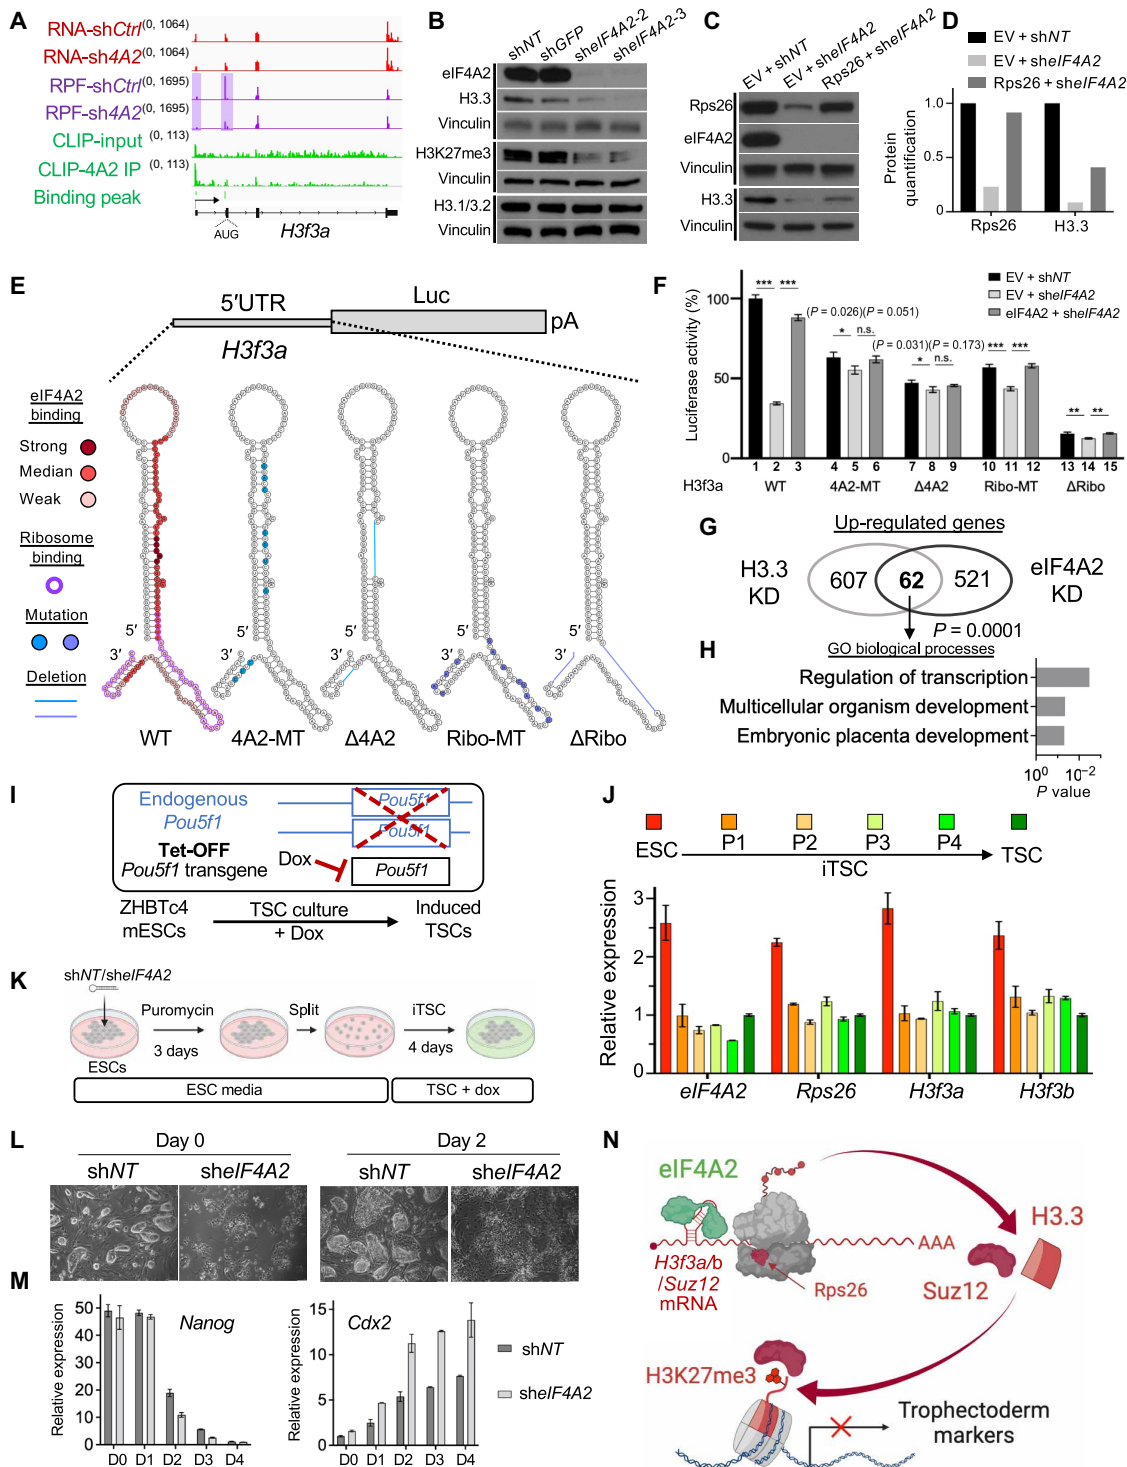 A
RNA-shCtrl (0, 1064)
RNA-sh4A2 (0, 1064)
RPF-shCtrl (0, 1695)
RPF-sh4A2 (0, 1695)
CLIP-input (0, 113)
CLIP-4A2 IP (0, 113)
Binding peak
AUG
H3f3a
B
shNT
shGFP
sheIF4A2-2
sheIF4A2-3
eIF4A2
H3.3
Vinculin
H3K27me3
Vinculin
H3.1/3.2
Vinculin
C
EV + shNT
EV + sheIF4A2
Rps26 + sheIF4A2
Rps26
eIF4A2
Vinculin
H3.3
Vinculin
D
EV + shNT
EV + sheIF4A2
Rps26 + sheIF4A2
Protein quantification
1.0
0.5
0
Rps26
H3.3
E
5′UTR
Luc
pA
H3f3a
eIF4A2
binding
Strong
Median
Weak
Ribosome
binding
Mutation
Deletion
5′ 5′ 5′ 5′ 5′
3′ 3′ 3′ 3′ 3′
WT 4A2-MT Δ4A2 Ribo-MT ΔRibo
F
EV + shNT
EV + sheIF4A2
eIF4A2 + sheIF4A2
Luciferase activity (%)
100
50
0
*** ***
(P = 0.026)(P = 0.051)
* n.s.
(P = 0.031)(P = 0.173)
* n.s.
*** ***
** **
1 2 3 4 5 6 7 8 9 10 11 12 13 14 15
H3f3a WT 4A2-MT Δ4A2 Ribo-MT ΔRibo
G
Up-regulated genes
H3.3
KD
607 62 521
eIF4A2
KD
P = 0.0001
H
GO biological processes
Regulation of transcription
Multicellular organism development
Embryonic placenta development
10⁰ 10⁻²
P value
I
Endogenous
Pou5f1
Pou5f1
Pou5f1
Tet-OFF
Pou5f1 transgene
Dox
Pou5f1
ZHBTc4
mESCs
TSC culture
+ Dox
Induced
TSCs
J
ESC P1 P2 P3 P4 TSC
iTSC
Relative expression
3
2
1
0
eIF4A2 Rps26 H3f3a H3f3b
K
shNT/sheIF4A2
ESCs
Puromycin
3 days
Split
iTSC
4 days
ESC media
TSC + dox
L
Day 0
Day 2
shNT sheIF4A2 shNT sheIF4A2
M
Relative expression
50
40
30
20
10
0
Nanog
D0 D1 D2 D3 D4
Relative expression
15
10
5
0
Cdx2
D0 D1 D2 D3 D4
shNT
sheIF4A2
N
eIF4A2
H3f3a/b
/Suz12
mRNA
Rps26
AAA
H3.3
Suz12
H3K27me3
Trophectoderm
markers